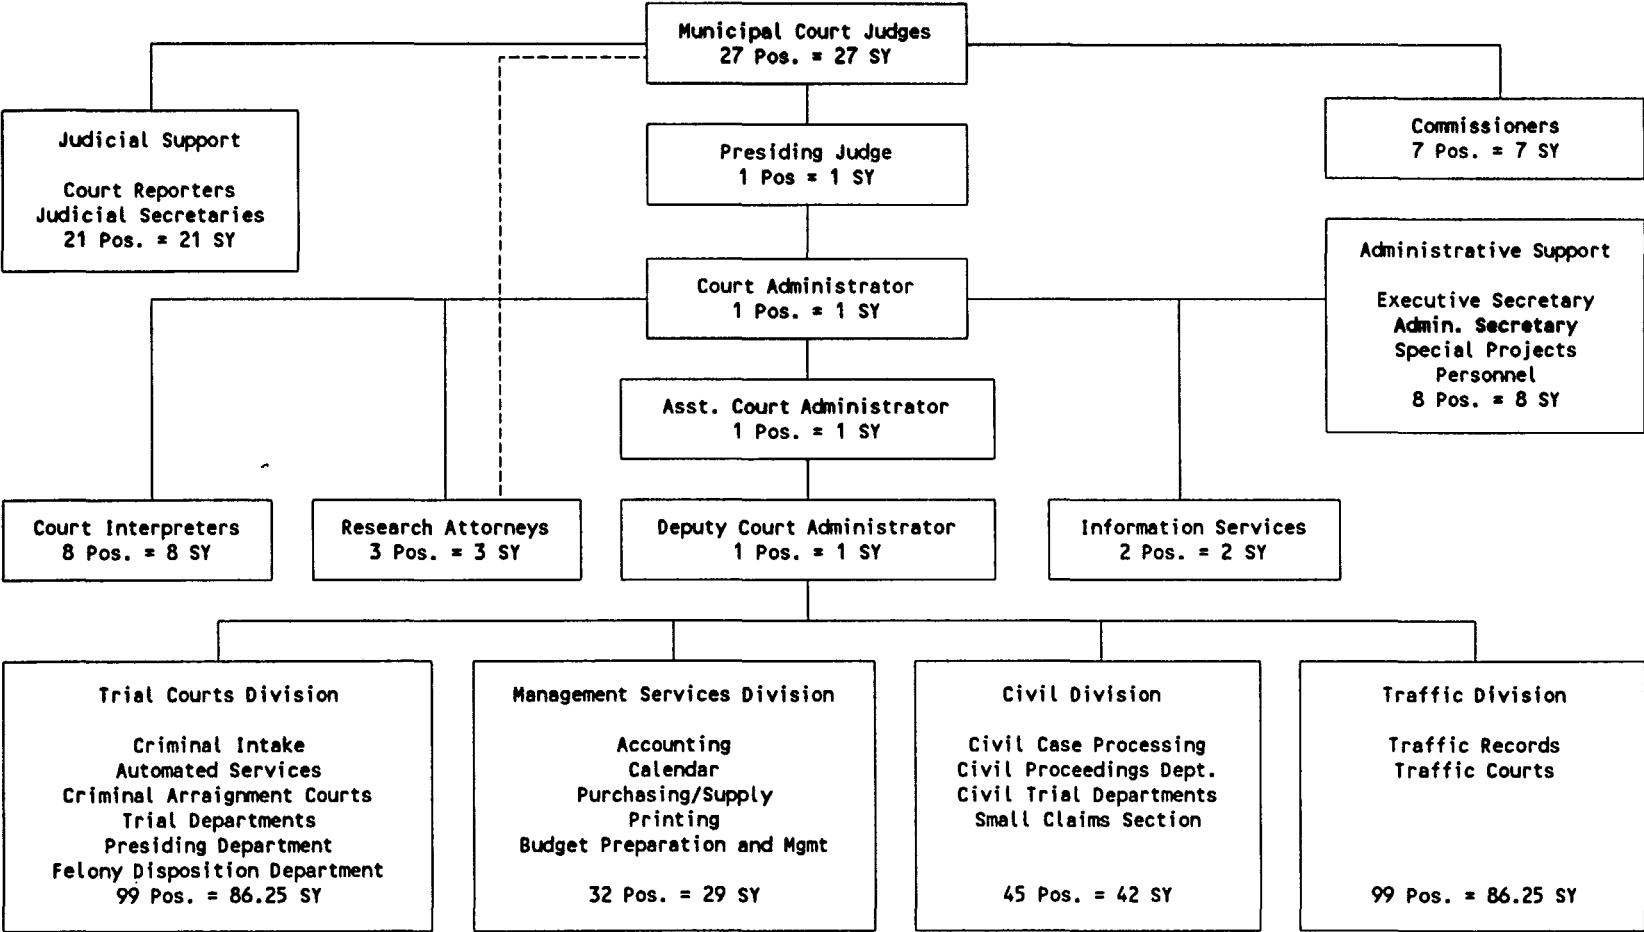 Municipal Court Judges
27 Pos. = 27 SY
Judicial Support
Court Reporters
Judicial Secretaries
21 Pos. = 21 SY
Presiding Judge
1 Pos = 1 SY
Commissioners
7 Pos. = 7 SY
Court Administrator
1 Pos. = 1 SY
Administrative Support
Executive Secretary
Admin. Secretary
Special Projects
Personnel
8 Pos. = 8 SY
Asst. Court Administrator
1 Pos. = 1 SY
Court Interpreters
8 Pos. = 8 SY
Research Attorneys
3 Pos. = 3 SY
Deputy Court Administrator
1 Pos. = 1 SY
Information Services
2 Pos. = 2 SY
Trial Courts Division
Criminal Intake
Automated Services
Criminal Arraignment Courts
Trial Departments
Presiding Department
Felony Disposition Department
99 Pos. = 86.25 SY
Management Services Division
Accounting
Calendar
Purchasing/Supply
Printing
Budget Preparation and Mgmt
32 Pos. = 29 SY
Civil Division
Civil Case Processing
Civil Proceedings Dept.
Civil Trial Departments
Small Claims Section
45 Pos. = 42 SY
Traffic Division
Traffic Records
Traffic Courts
99 Pos. = 86.25 SY